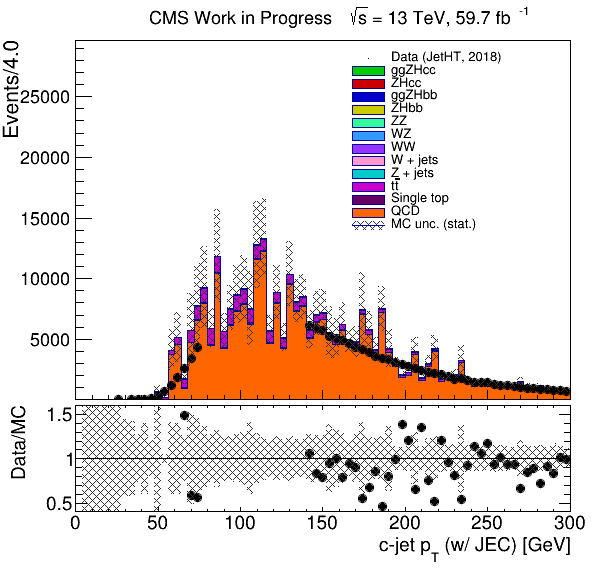 CMS Work in Progress √s = 13 TeV, 59.7 fb -1
Events/4.0
Data (JetHT, 2018)
ggZHcc
ZHcc
ggZHbb
ZHbb
ZZ
WZ
WW
W + jets
Z + jets
tt̅
Single top
QCD
MC unc. (stat.)
25000
20000
15000
10000
5000
Data/MC
1.5
1
0.5
0 50 100 150 200 250 300
c-jet p_T (w/ JEC) [GeV]